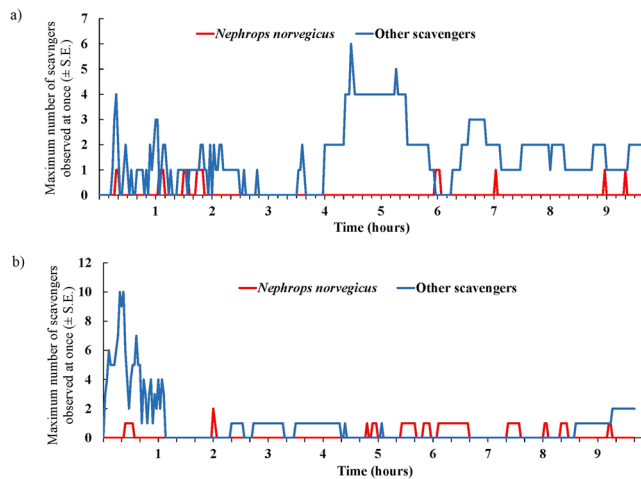 a)
Maximum number of scavngers
observed at once (± S.E.)
Nephrops norvegicus Other scavengers
7
6
5
4
3
2
1
0
1 2 3 4 5 6 7 8 9
Time (hours)
b)
Maximum number of scavengers
observed at once (± S.E.)
Nephrops norvegicus Other scavengers
12
10
8
6
4
2
0
1 2 3 4 5 6 7 8 9
Time (hours)